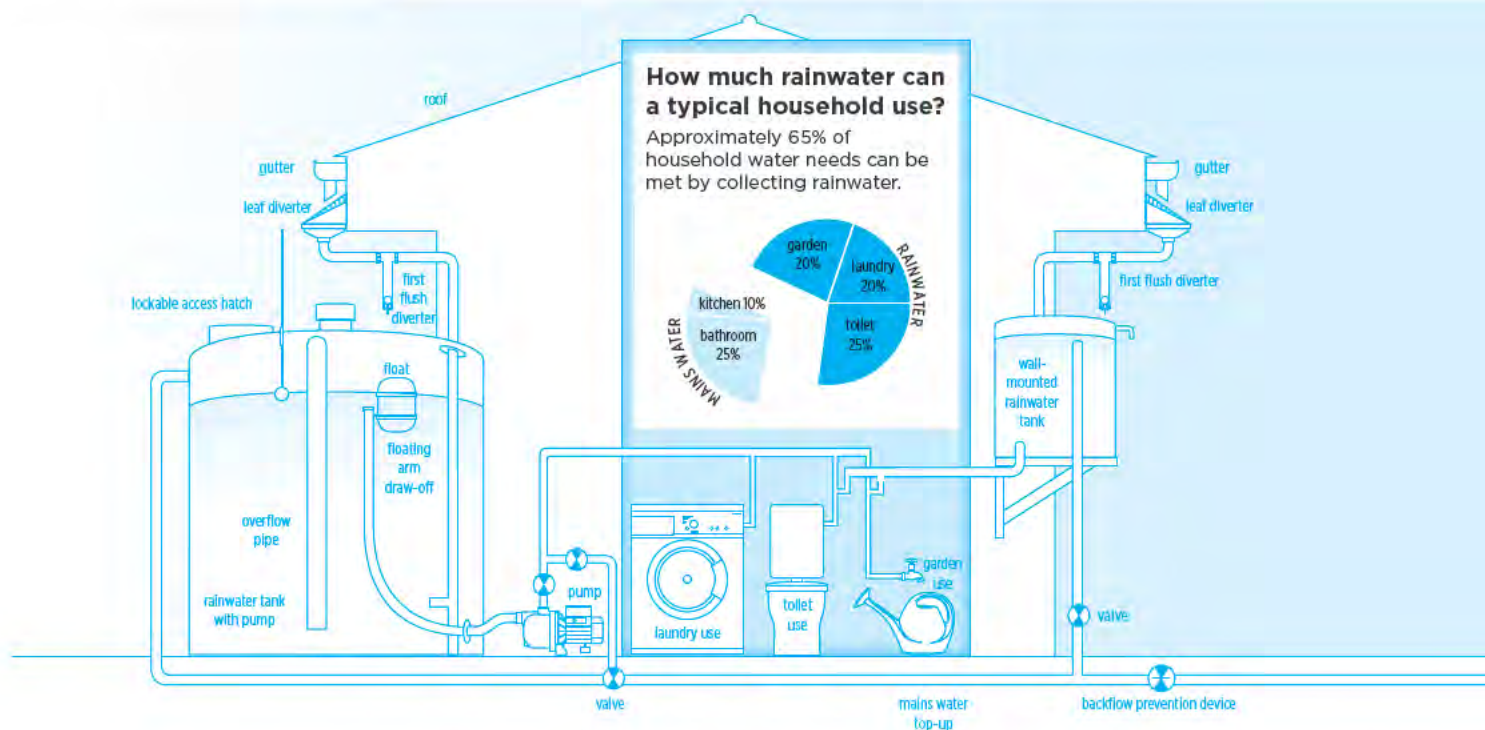 How much rainwater can
a typical household use?
Approximately 65% of
household water needs can be
met by collecting rainwater.
roof
gutter
leaf diverter
first
flush
diverter
lockable access hatch
float
floating
arm
draw-off
overflow
pipe
rainwater tank
with pump
pump
valve
garden
20%
laundry
20%
toilet
25%
RAINWATER
kitchen 10%
bathroom
25%
MAINS WATER
laundry use
toilet
use
garden
use
gutter
leaf diverter
first flush diverter
wall-
mounted
rainwater
tank
valve
mains water
top-up
backflow prevention device